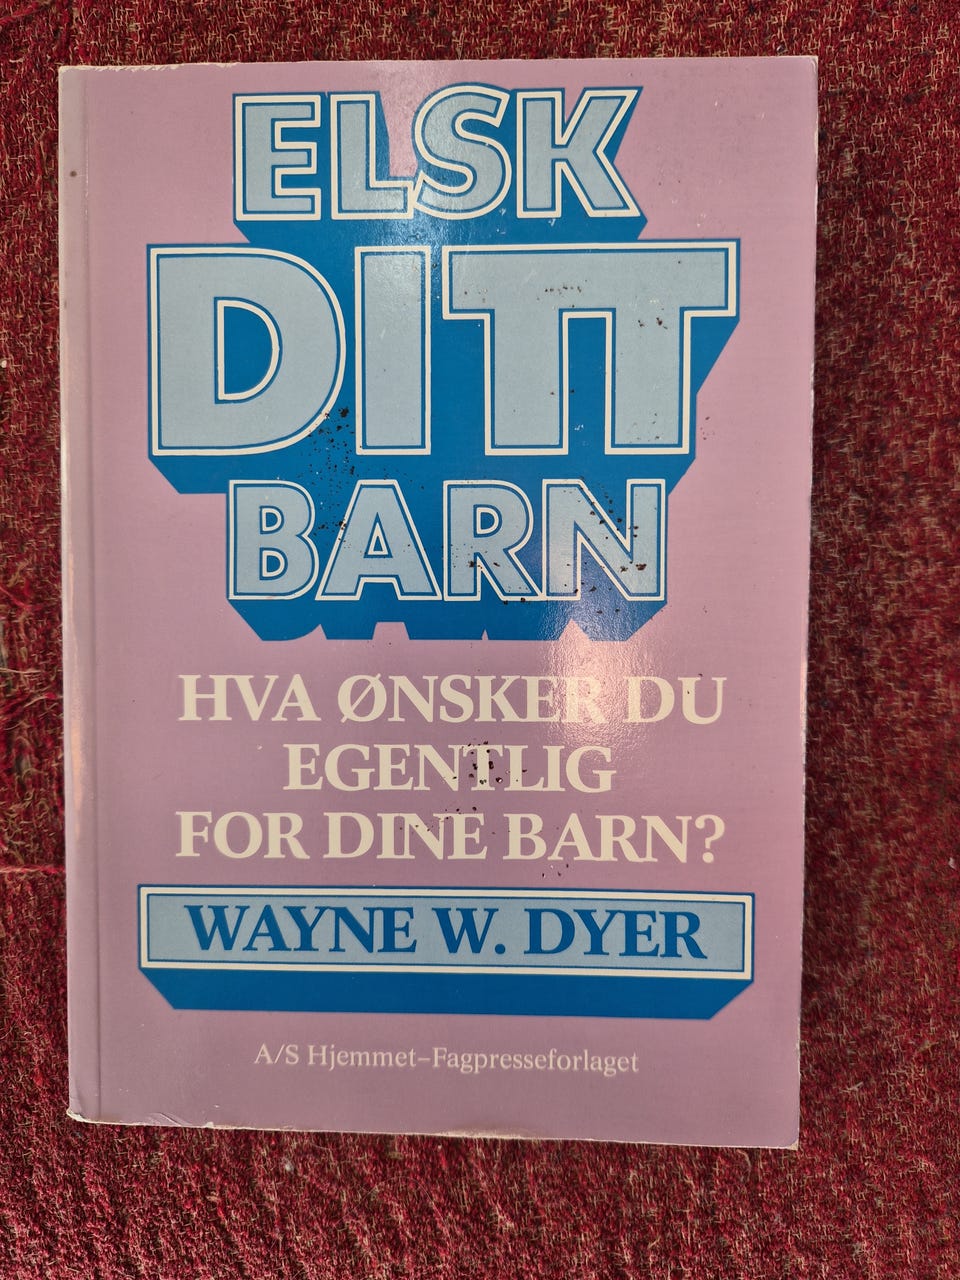 ELSK
DITT
BARN
HVA ØNSKER DU
EGENTLIG
FOR DINE BARN?
WAYNE W. DYER
A/S Hjemmet–Fagpresseforlaget